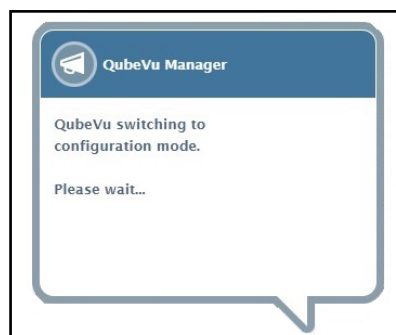 QubeVu Manager
QubeVu switching to
configuration mode.
Please wait...